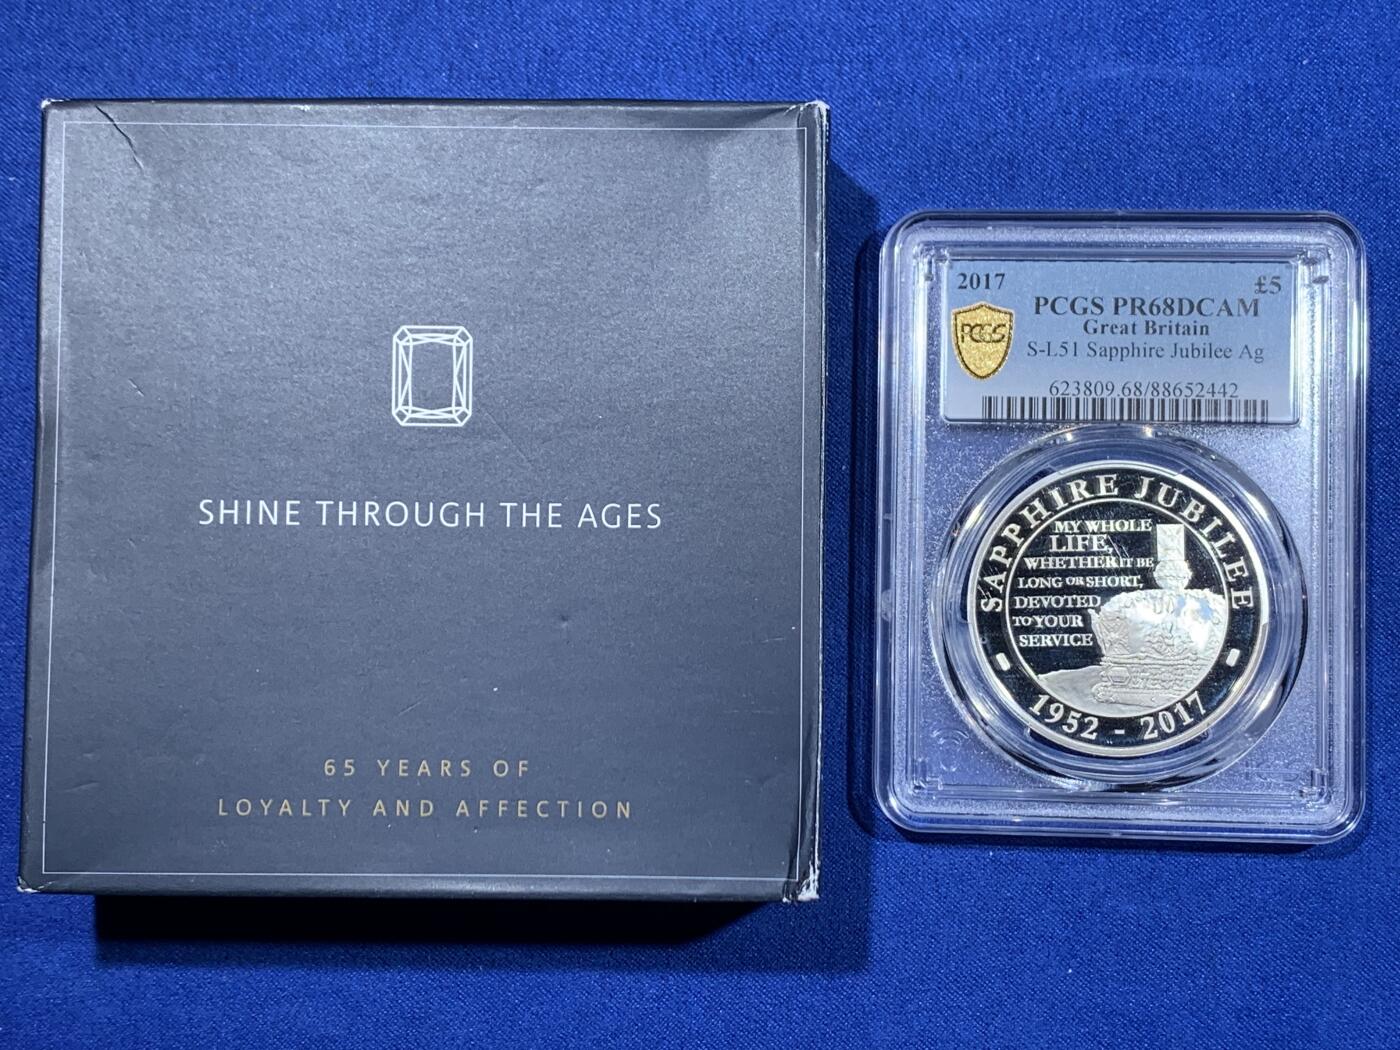 SHINE THROUGH THE AGES
65 YEARS OF
LOYALTY AND AFFECTION
2017 £5
PCGS PR68DCAM
Great Britain
S-L51 Sapphire Jubilee Ag
PCGS
623809.68/88652442
SAPPHIRE JUBILEE
MY WHOLE
LIFE,
WHETHER IT BE
LONG OR SHORT,
DEVOTED
TO YOUR
SERVICE
1952 - 2017